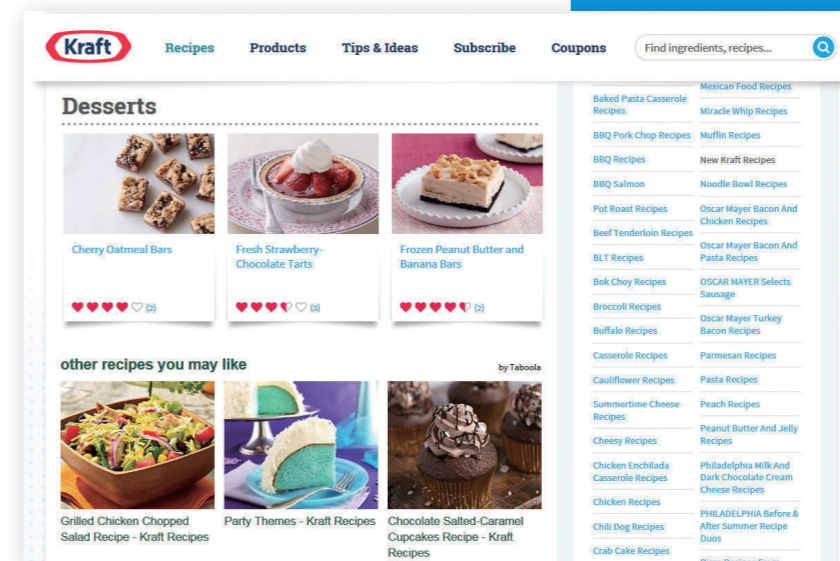 Kraft
Recipes
Products
Tips & Ideas
Subscribe
Coupons
Find ingredients, recipes...
Desserts
Cherry Oatmeal Bars
(2)
Fresh Strawberry-
Chocolate Tarts
(3)
Frozen Peanut Butter and
Banana Bars
(2)
other recipes you may like
by Taboola
Grilled Chicken Chopped
Salad Recipe - Kraft Recipes
Party Themes - Kraft Recipes
Chocolate Salted-Caramel
Cupcakes Recipe - Kraft
Recipes
Baked Pasta Casserole
Recipes
BBQ Pork Chop Recipes
BBQ Recipes
BBQ Salmon
Pot Roast Recipes
Beef Tenderloin Recipes
BLT Recipes
Bok Choy Recipes
Broccoli Recipes
Buffalo Recipes
Casserole Recipes
Cauliflower Recipes
Summertime Cheese
Recipes
Cheesy Recipes
Chicken Enchilada
Casserole Recipes
Chicken Recipes
Chili Dog Recipes
Crab Cake Recipes
Mexican Food Recipes
Miracle Whip Recipes
Muffin Recipes
New Kraft Recipes
Noodle Bowl Recipes
Oscar Mayer Bacon And
Chicken Recipes
Oscar Mayer Bacon And
Pasta Recipes
OSCAR MAYER Selects
Sausage
Oscar Mayer Turkey
Bacon Recipes
Parmesan Recipes
Pasta Recipes
Peach Recipes
Peanut Butter And Jelly
Recipes
Philadelphia Milk And
Dark Chocolate Cream
Cheese Recipes
PHILADELPHIA Before &
After Summer Recipe
Duos